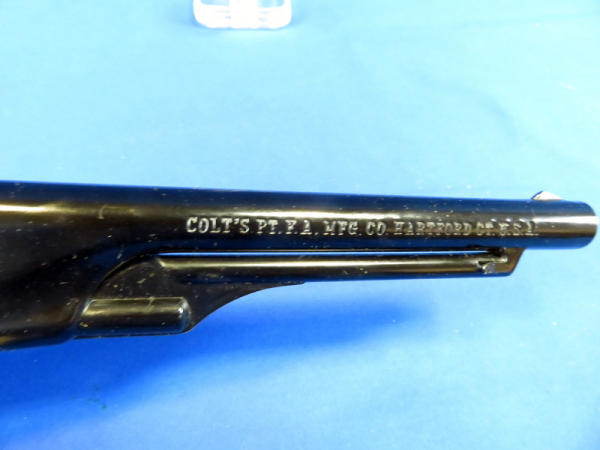 COLT'S PT. F. A. MFG. CO. HARTFORD, CT. U.S.A.